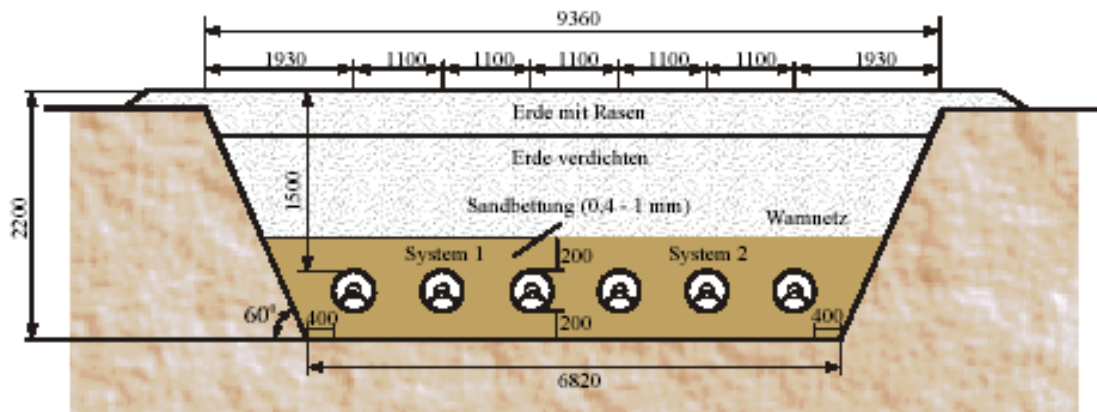 9360
1930 1100 1100 1100 1100 1100 1930
Erde mit Rasen
Erde verdichten
1500
2200
Sandbettung (0,4 - 1 mm)
Warnnetz
System 1
200
System 2
60°
400
200
400
6820